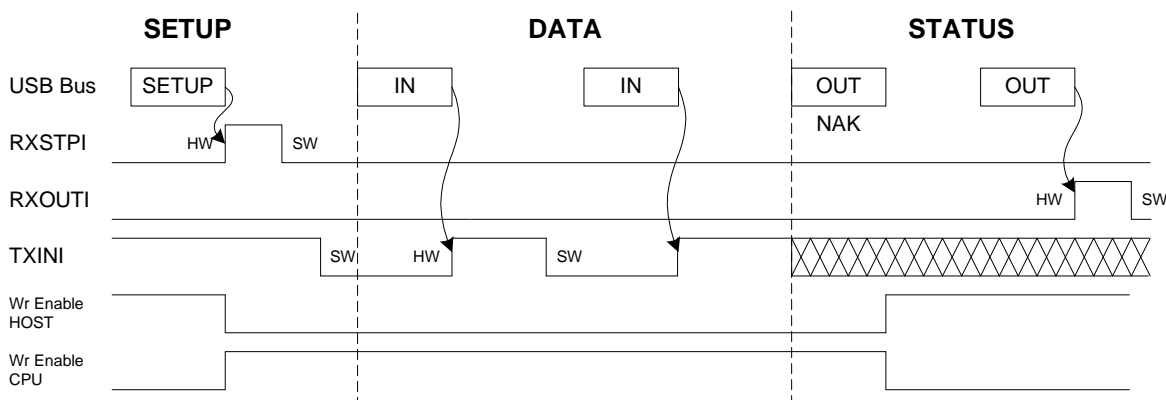 SETUP DATA STATUS
USB Bus SETUP IN IN OUT OUT
NAK
RXSTPI HW SW
RXOUTI HW SW
TXINI SW HW SW
Wr Enable
HOST
Wr Enable
CPU